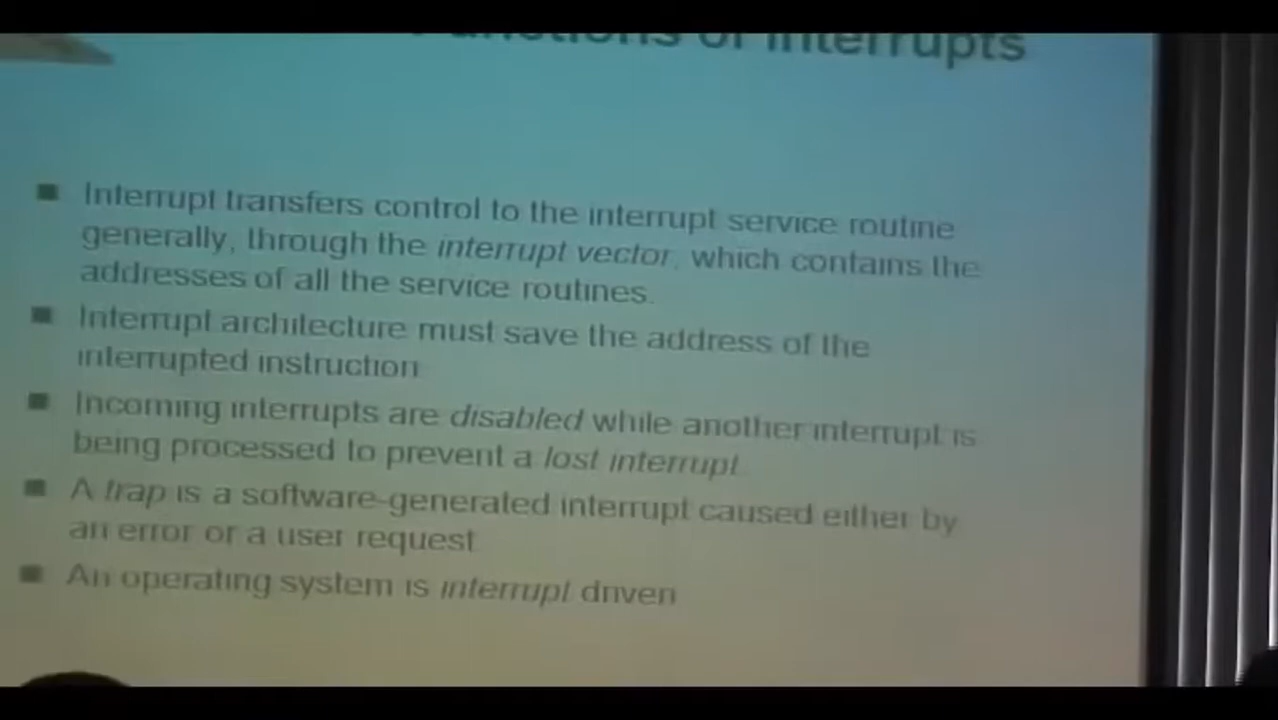 Functions of Interrupts
Interrupt transfers control to the interrupt service routine
generally, through the interrupt vector, which contains the
addresses of all the service routines.
Interrupt architecture must save the address of the
interrupted instruction
Incoming interrupts are disabled while another interrupt is
being processed to prevent a lost interrupt
A trap is a software-generated interrupt caused either by
an error or a user request
An operating system is interrupt driven